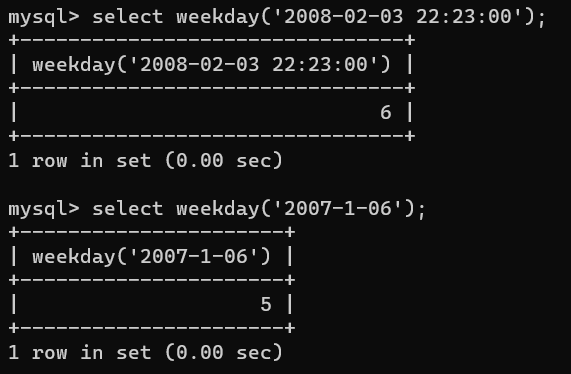 mysql> select weekday('2008-02-03 22:23:00');
+--------------------------------+
| weekday('2008-02-03 22:23:00') |
+--------------------------------+
|                              6 |
+--------------------------------+
1 row in set (0.00 sec)

mysql> select weekday('2007-1-06');
+----------------------+
| weekday('2007-1-06') |
+----------------------+
|                    5 |
+----------------------+
1 row in set (0.00 sec)